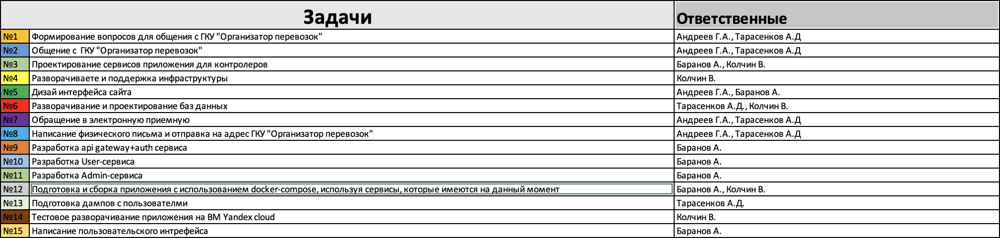 Задачи Ответственные
№1 Формирование вопросов для общения с ГКУ "Организатор перевозок" Андреев Г.А., Тарасенков А.Д
№2 Общение с ГКУ "Организатор перевозок" Андреев Г.А., Тарасенков А.Д
№3 Проектирование сервисов приложения для контролеров Баранов А., Колчин В.
№4 Разворачиваете и поддержка инфраструктуры Колчин В.
№5 Дизай интерфейса сайта Андреев Г.А., Баранов А.
№6 Разворачивание и проектирование баз данных Тарасенков А.Д., Колчин В.
№7 Обращение в электронную приемную Андреев Г.А., Тарасенков А.Д
№8 Написание физического письма и отправка на адрес ГКУ "Организатор перевозок" Андреев Г.А., Тарасенков А.Д
№9 Разработка api gateway+auth сервиса Баранов А.
№10 Разработка User-сервиса Баранов А.
№11 Разработка Admin-сервиса Баранов А.
№12 Подготовка и сборка приложения с использованием docker-compose, используя сервисы, которые имеются на данный момент Баранов А., Колчин В.
№13 Подготовка дампов с пользователми Тарасенков А.Д.
№14 Тестовое разворачивание приложения на ВМ Yandex cloud Колчин В.
№15 Написание пользовательского интрефейса Баранов А.